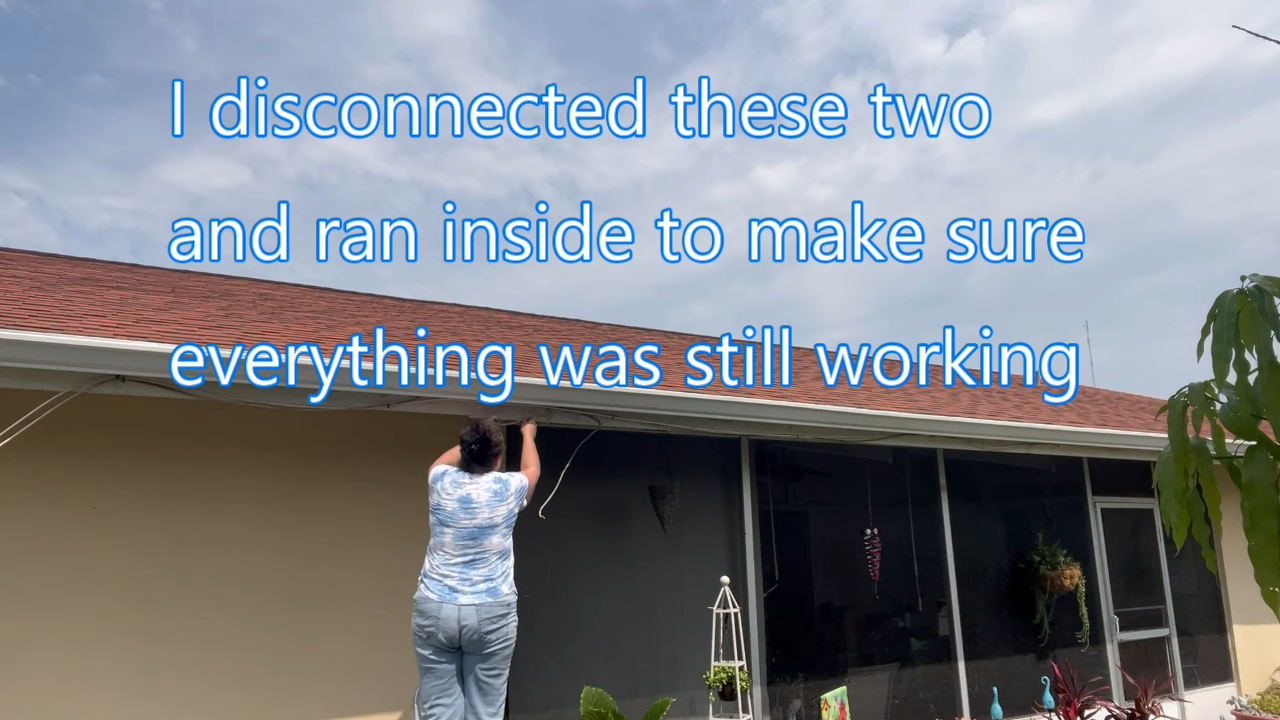 I disconnected these two
and ran inside to make sure
everything was still working